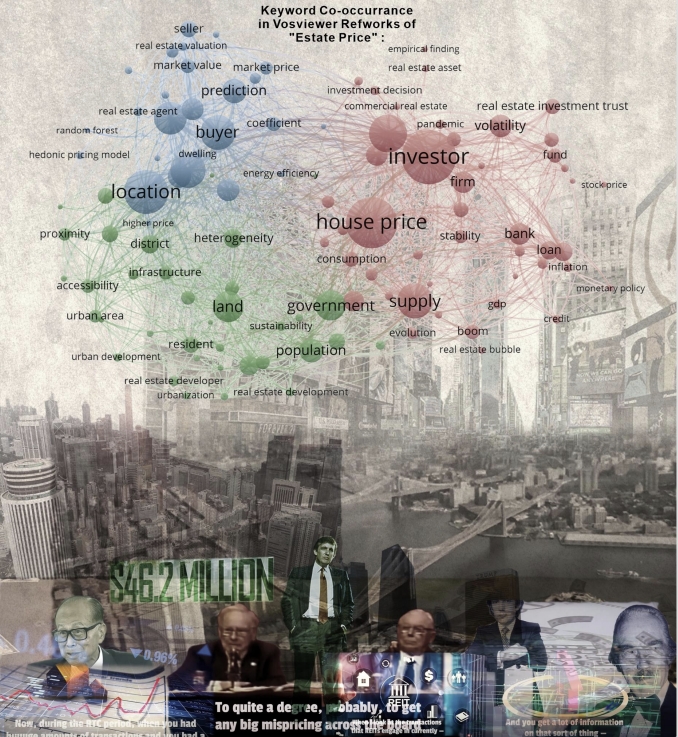 Keyword Co-occurrance
in Vosviewer Refworks of
"Estate Price" :
seller
real estate valuation
empirical finding
market value
market price
real estate asset
prediction
investment decision
commercial real estate
real estate investment trust
real estate agent
coefficient
pandemic
volatility
random forest
buyer
hedonic pricing model
dwelling
investor
fund
energy efficiency
firm
stock price
location
higher price
house price
proximity
district
heterogeneity
stability
bank
loan
consumption
inflation
infrastructure
accessibility
monetary policy
land
government
supply
gdp
urban area
sustainability
evolution
boom
credit
resident
population
real estate bubble
urban development
real estate developer
urbanization
real estate development
$46.2 MILLION
▼0.96%
To quite a degree, probably, to get
any big mispricing across the board
Now, during the RTC period, when you had
huge amounts of transactions and you had a
REIT
$
that REITs engage in currently —
And you get a lot of information
on that sort of thing —